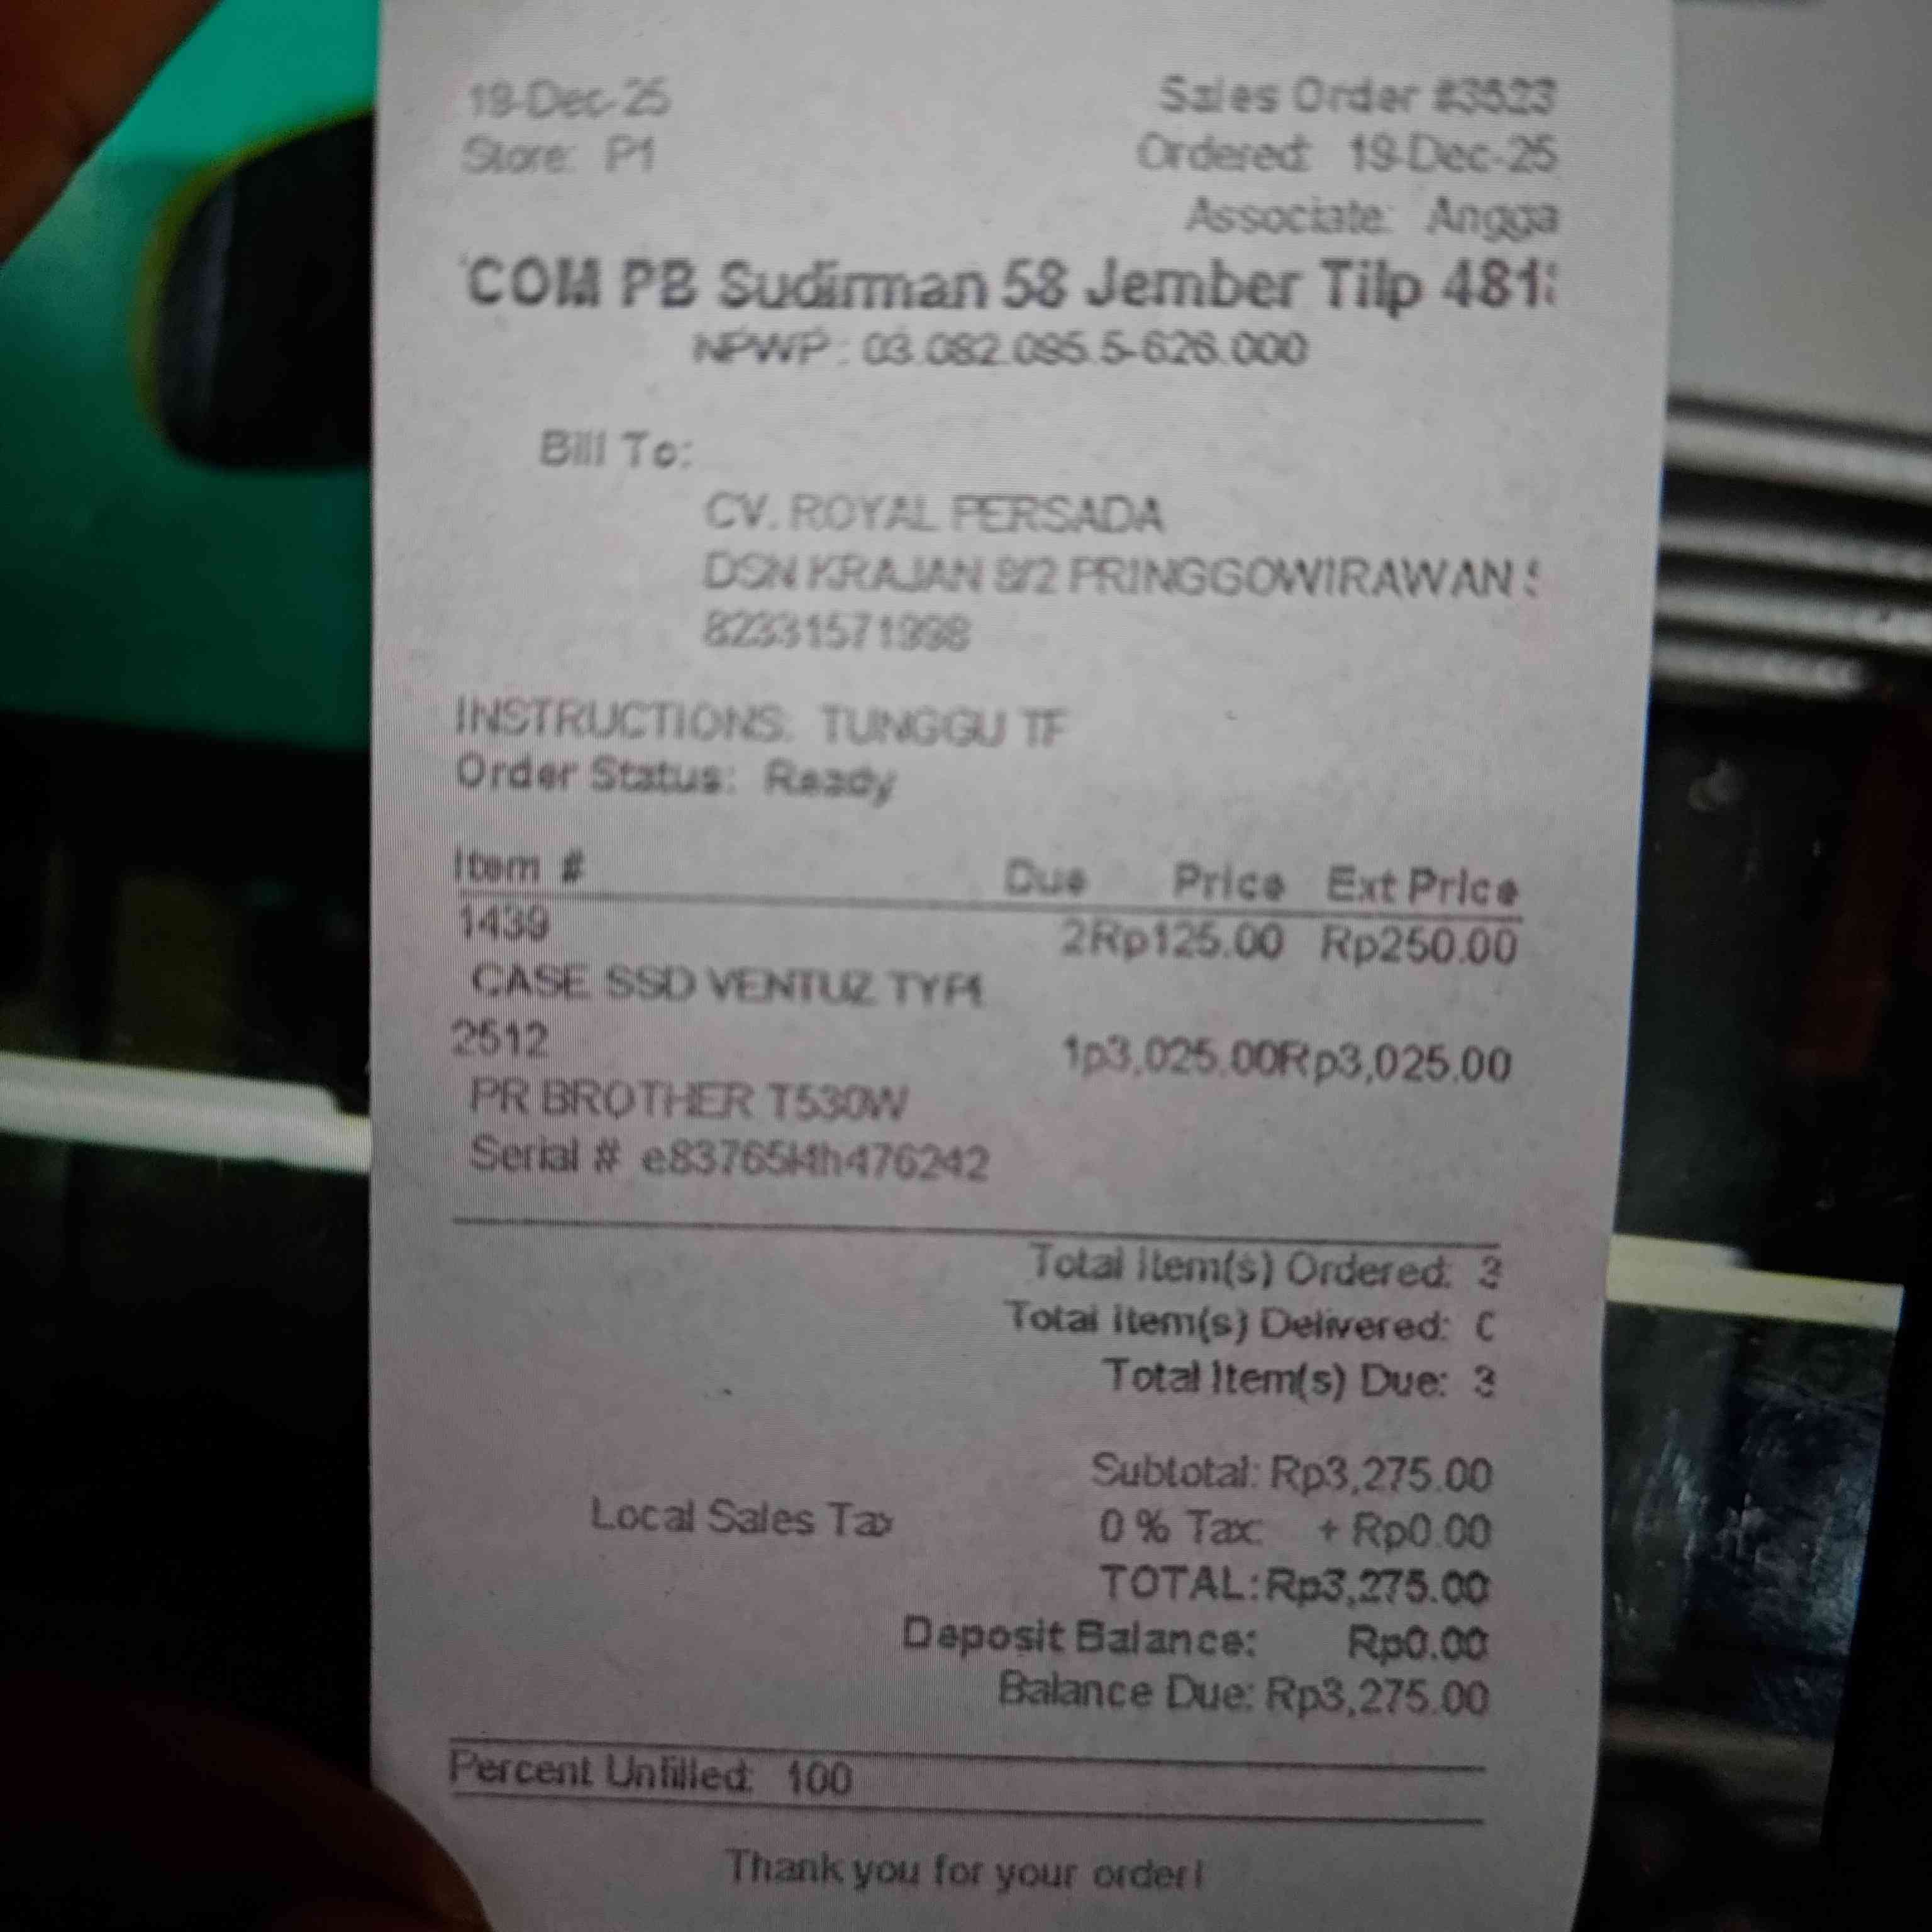 19-Dec-25 Sales Order #3523
Store: P1 Ordered: 19-Dec-25
Associate: Angga
COM PB Sudirman 58 Jember Tilp 481
NPWP : 03.082.095.5-626.000
Bill To:
CV. ROYAL PERSADA
DSN KRAJAN 8/2 PRINGGOWIRAWAN S
82331571998
INSTRUCTIONS: TUNGGU TF
Order Status: Ready
Item # Due Price Ext Price
1439 2Rp125.00 Rp250.00
CASE SSD VENTUZ TYPE
2512 1p3,025.00Rp3,025.00
PR BROTHER T530W
Serial #
Total Item(s) Ordered: 3
Total Item(s) Delivered: 0
Total Item(s) Due: 3
Subtotal: Rp3,275.00
Local Sales Tax 0 % Tax: + Rp0.00
TOTAL: Rp3,275.00
Deposit Balance: Rp0.00
Balance Due: Rp3,275.00
Percent Unfilled: 100
Thank you for your order!